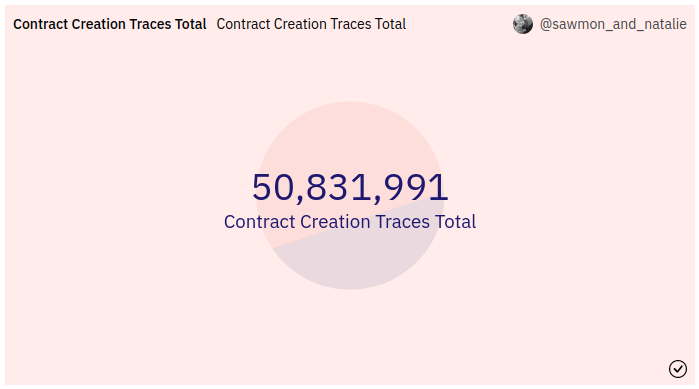 Contract Creation Traces Total Contract Creation Traces Total @sawmon_and_natalie
50,831,991
Contract Creation Traces Total